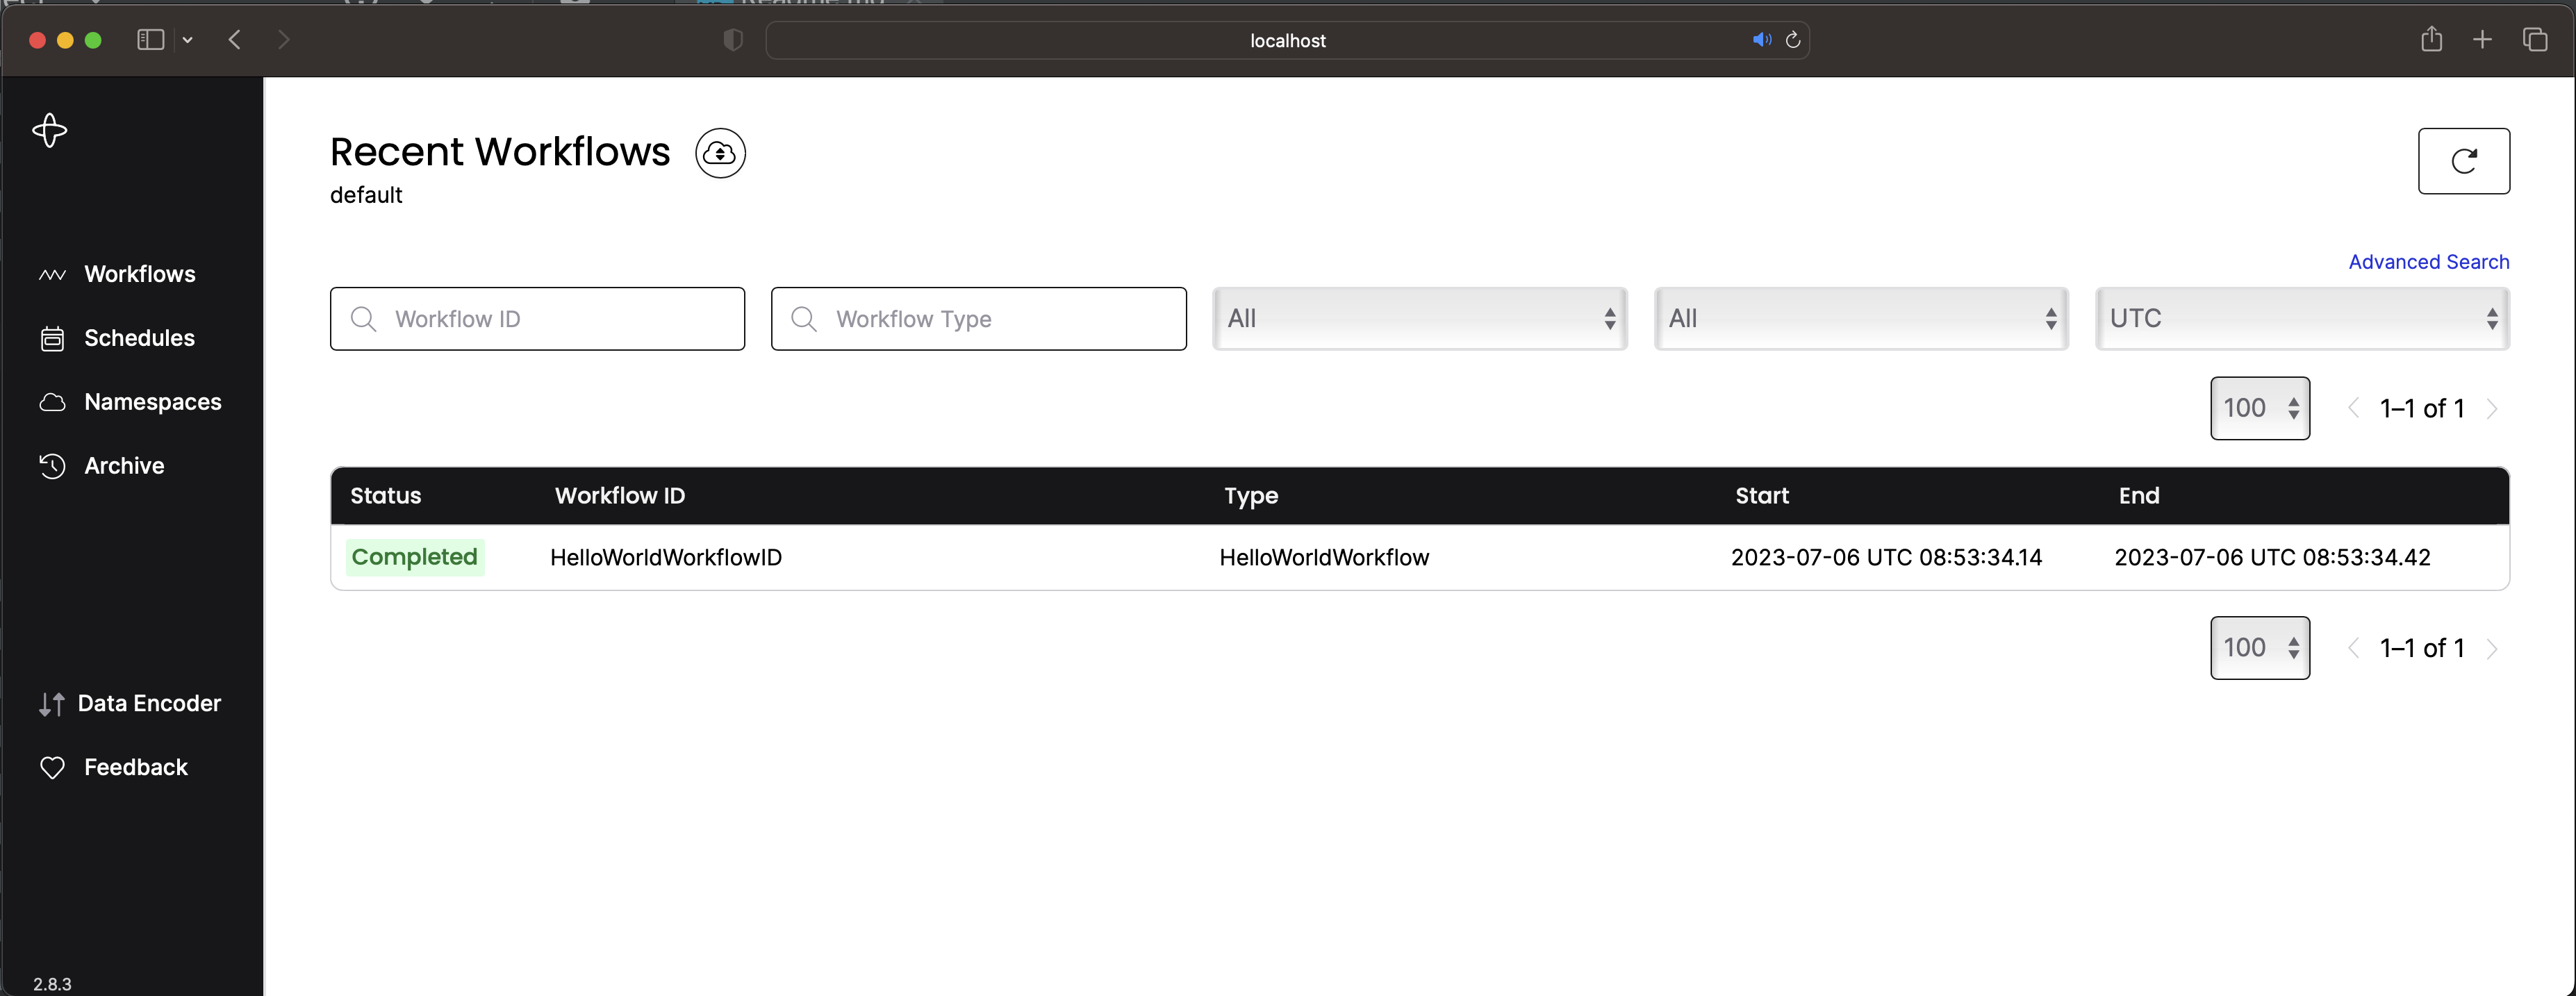 localhost
Recent Workflows
default
Workflows
Schedules
Namespaces
Archive
Data Encoder
Feedback
2.8.3
Advanced Search
Workflow ID
Workflow Type
All
All
UTC
100
1–1 of 1
Status Workflow ID Type Start End
Completed HelloWorldWorkflowID HelloWorldWorkflow 2023-07-06 UTC 08:53:34.14 2023-07-06 UTC 08:53:34.42
100
1–1 of 1